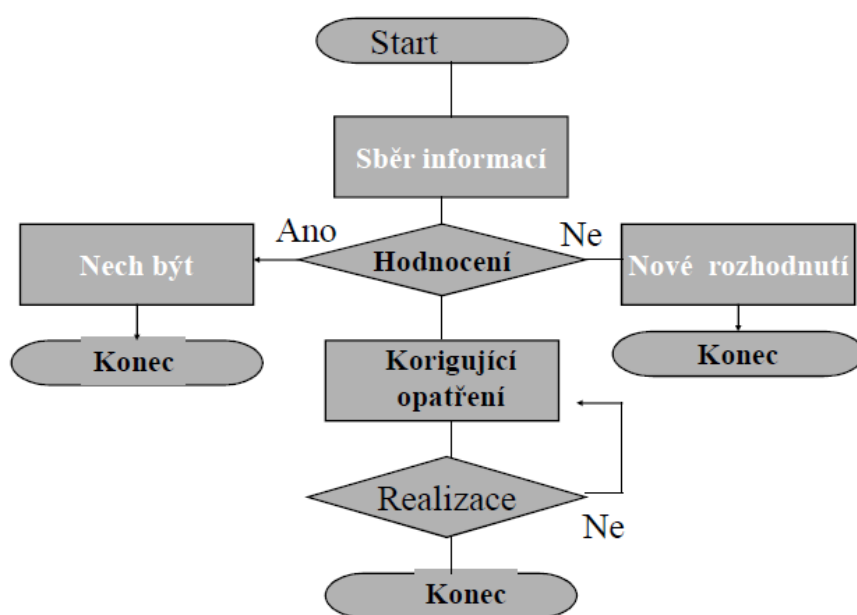 Start
Sběr informací
Ano
Ne
Nech být
Hodnocení
Nové rozhodnutí
Konec
Korigující
opatření
Konec
Realizace
Ne
Konec